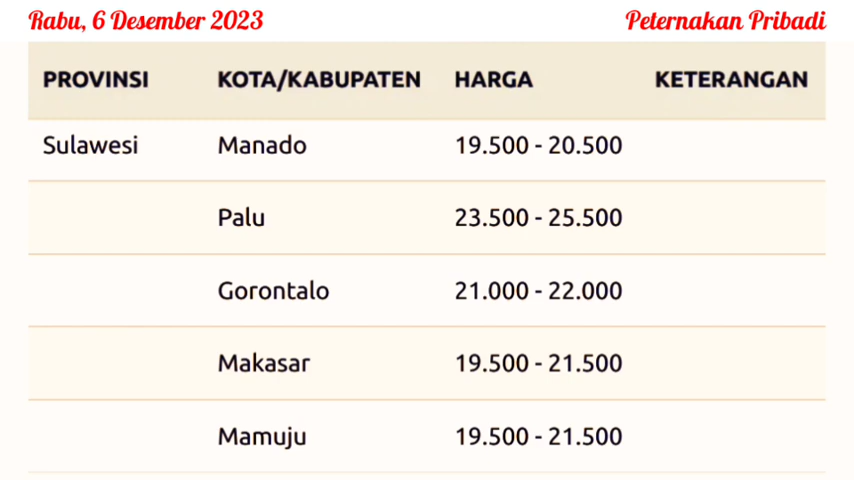 Rabu, 6 Desember 2023 Peternakan Pribadi
PROVINSI KOTA/KABUPATEN HARGA KETERANGAN
Sulawesi Manado 19.500 - 20.500
Palu 23.500 - 25.500
Gorontalo 21.000 - 22.000
Makasar 19.500 - 21.500
Mamuju 19.500 - 21.500